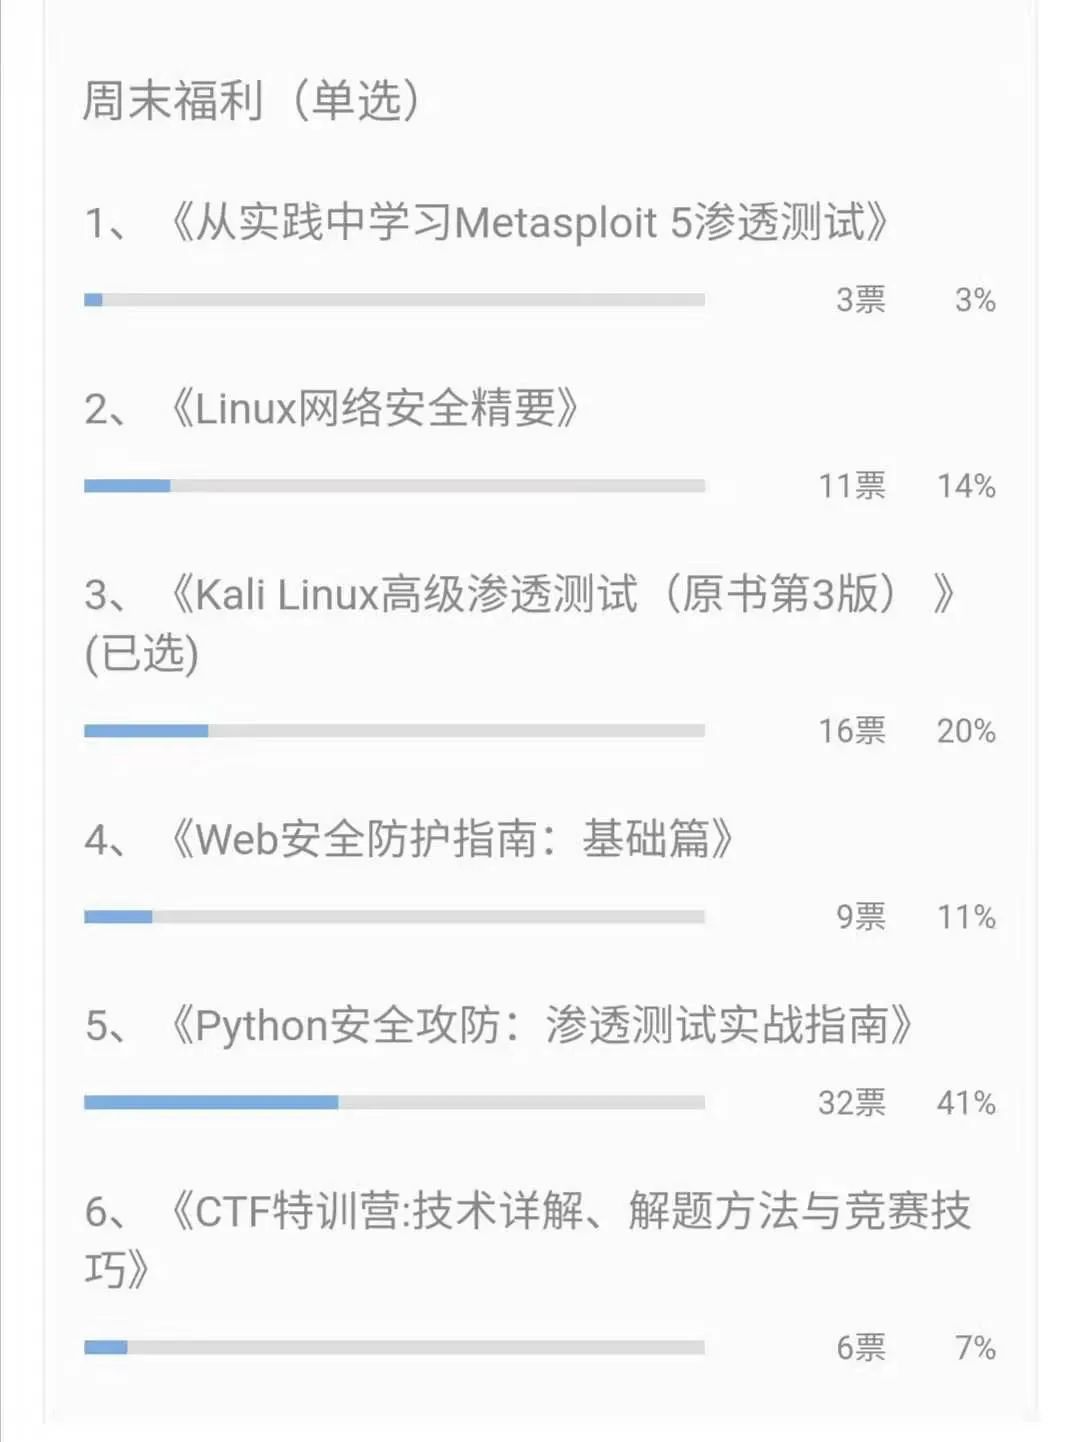 周末福利（单选）
1、《从实践中学习Metasploit 5渗透测试》
3票 3%
2、《Linux网络安全精要》
11票 14%
3、《Kali Linux高级渗透测试（原书第3版） 》
(已选)
16票 20%
4、《Web安全防护指南：基础篇》
9票 11%
5、《Python安全攻防：渗透测试实战指南》
32票 41%
6、《CTF特训营:技术详解、解题方法与竞赛技
巧》
6票 7%